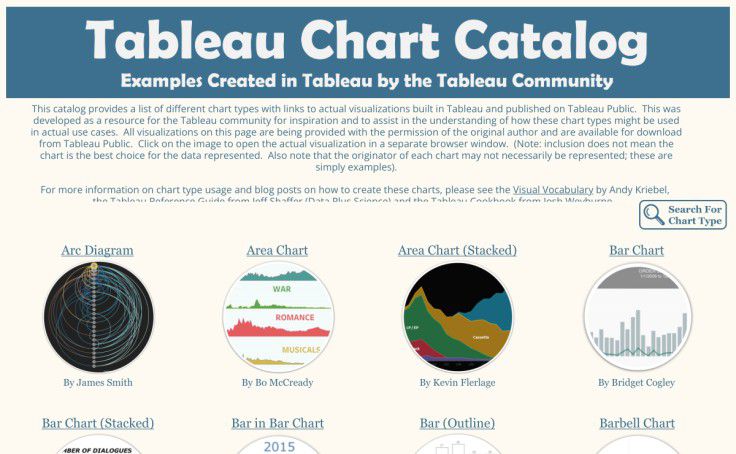 Tableau Chart Catalog
Examples Created in Tableau by the Tableau Community
This catalog provides a list of different chart types with links to actual visualizations built in Tableau and published on Tableau Public.  This was
developed as a resource for the Tableau community for inspiration and to assist in the understanding of how these chart types might be used
in actual use cases.  All visualizations on this page are being provided with the permission of the original author and are available for download
from Tableau Public.  Click on the image to open the actual visualization in a separate browser window.  (Note: inclusion does not mean the
chart is the best choice for the data represented.  Also note that the originator of each chart may not necessarily be represented; these are
simply examples).
For more information on chart type usage and blog posts on how to create these charts, please see the Visual Vocabulary by Andy Kriebel,
the Tableau Reference Guide from Jeff Shaffer (Data Plus Science) and the Tableau Cookbook from Josh Weyburne
Search For
Chart Type
Arc Diagram
Area Chart
Area Chart (Stacked)
Bar Chart
WAR
ROMANCE
MUSICALS
LP / EP
Cassette
By James Smith
By Bo McCready
By Kevin Flerlage
By Bridget Cogley
Bar Chart (Stacked)
Bar in Bar Chart
Bar (Outline)
Barbell Chart
MBER OF DIALOGUES
2015